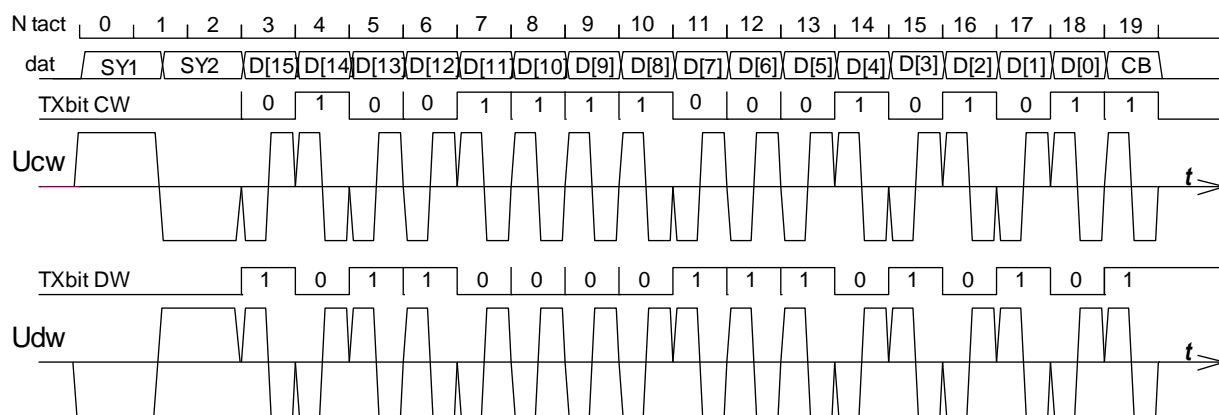 N tact 0 1 2 3 4 5 6 7 8 9 10 11 12 13 14 15 16 17 18 19
dat SY1 SY2 D[15] D[14] D[13] D[12] D[11] D[10] D[9] D[8] D[7] D[6] D[5] D[4] D[3] D[2] D[1] D[0] CB
TXbit CW 0 1 0 0 1 1 1 1 0 0 0 1 0 1 0 1 1
Ucw t
TXbit DW 1 0 1 1 0 0 0 0 1 1 1 0 1 0 1 0 1
Udw t